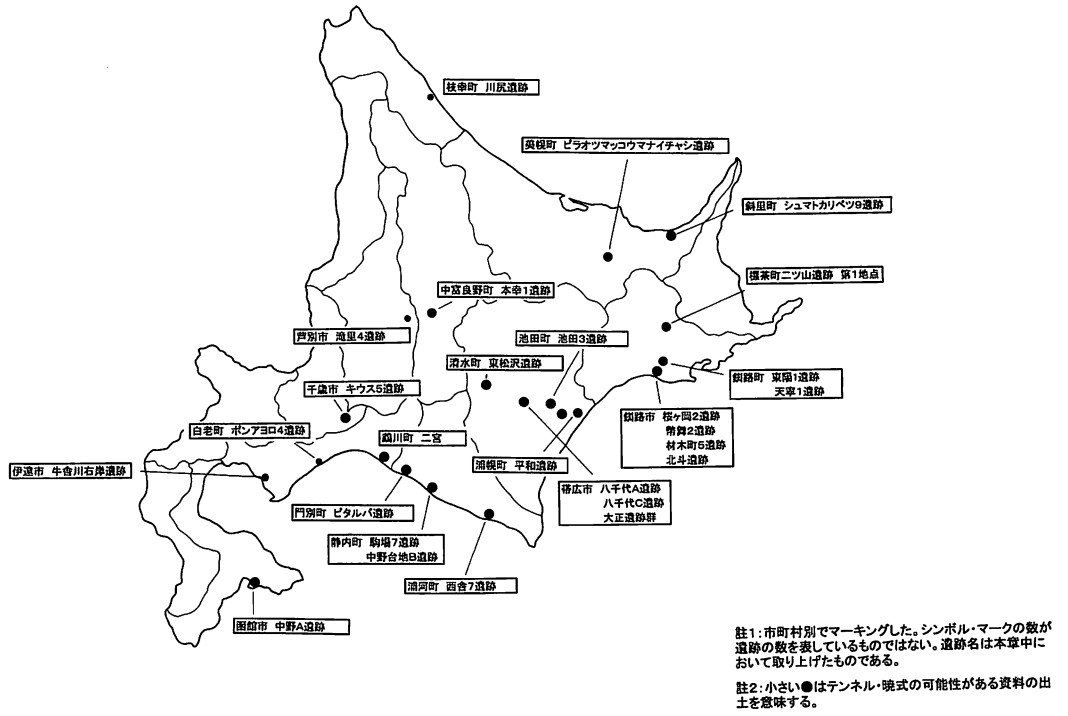 枝幸町 川尻遺跡
美幌町 ピラオツマッコウマナイチャシ遺跡
斜里町 シュマトカリペツ9遺跡
標茶町二ツ山遺跡 第1地点
中富良野町 本幸1遺跡
芦別市 滝里4遺跡
池田町 池田3遺跡
清水町 東松沢遺跡
釧路町 東陽1遺跡
天寧1遺跡
千歳市 キウス5遺跡
釧路市 桜ヶ岡2遺跡
幣舞2遺跡
材木町5遺跡
北斗遺跡
白老町 ポンアヨロ4遺跡
鵡川町 二宮
伊達市 牛舎川右岸遺跡
浦幌町 平和遺跡
帯広市 八千代A遺跡
八千代C遺跡
大正遺跡群
門別町 ピタルパ遺跡
静内町 駒場7遺跡
中野台地B遺跡
浦河町 西舎7遺跡
函館市 中野A遺跡
註1:市町村別でマーキングした。シンボル・マークの数が
遺跡の数を表しているものではない。遺跡名は本章中に
おいて取り上げたものである。
註2:小さい●はテンネル・暁式の可能性がある資料の出
土を意味する。